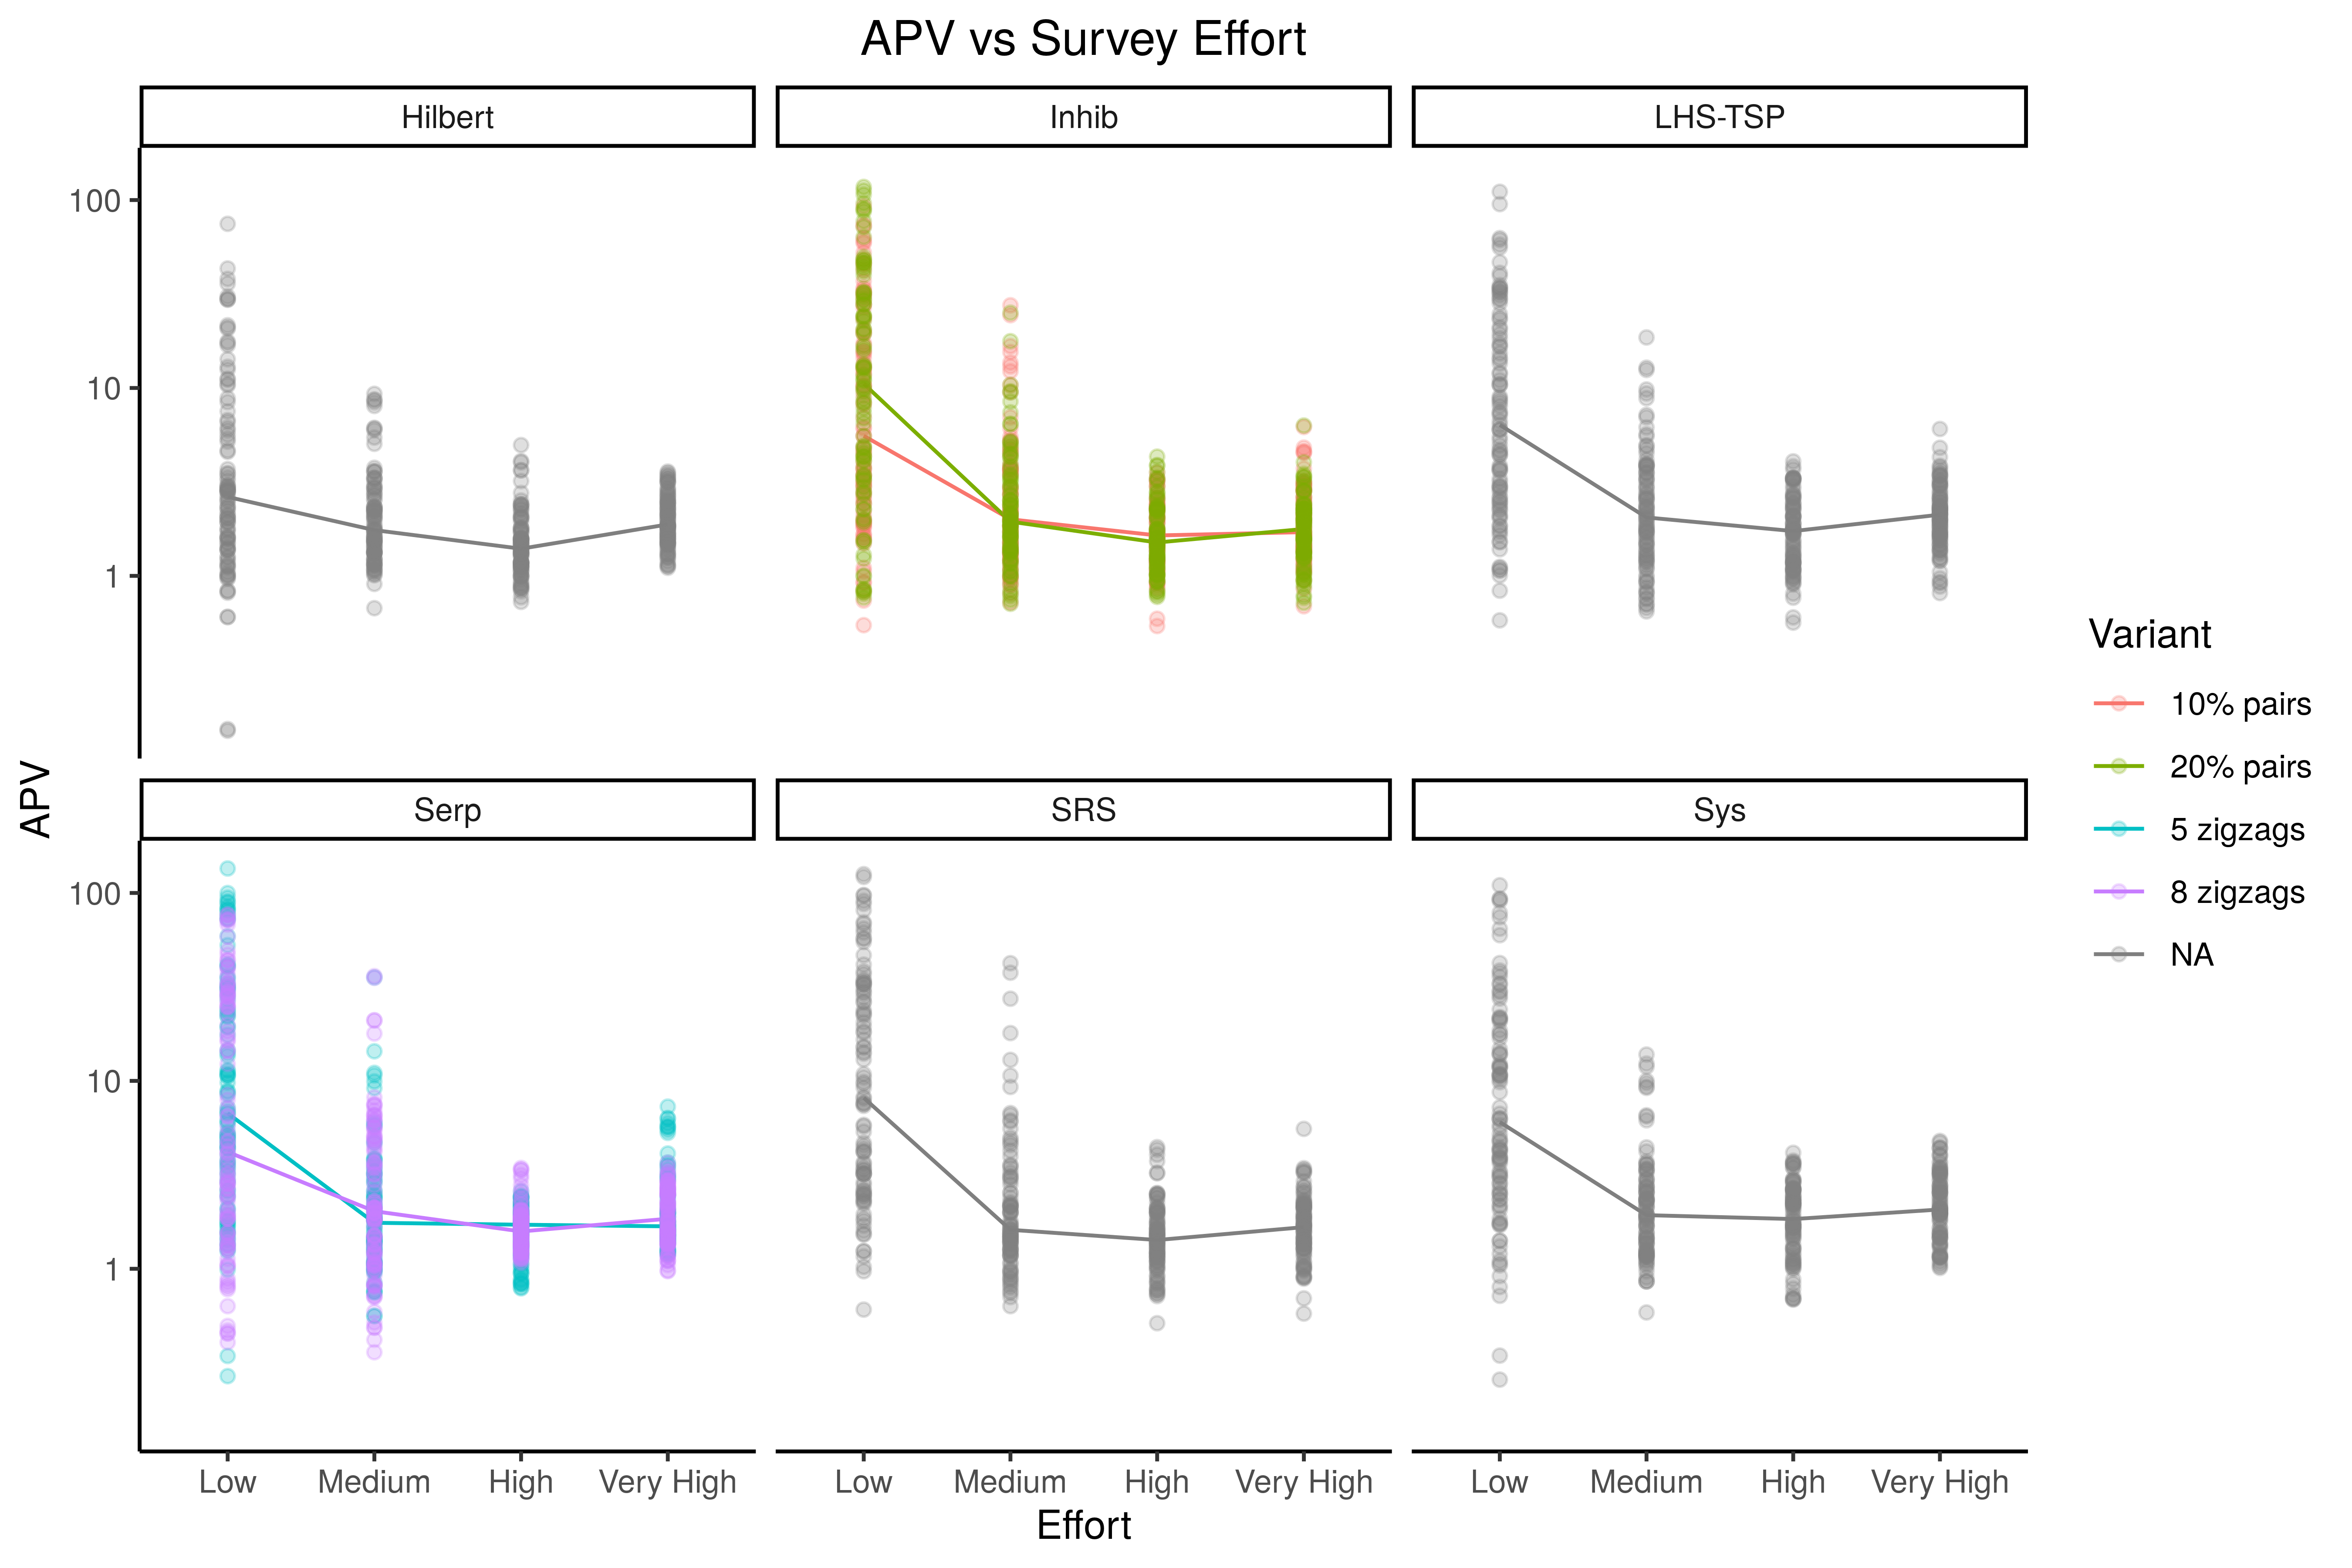 APV vs Survey Effort
Hilbert
Inhib
LHS-TSP
100
10
1
Serp
SRS
Sys
100
10
1
APV
Low
Medium
High
Very High
Low
Medium
High
Very High
Low
Medium
High
Very High
Effort
Variant
10% pairs
20% pairs
5 zigzags
8 zigzags
NA